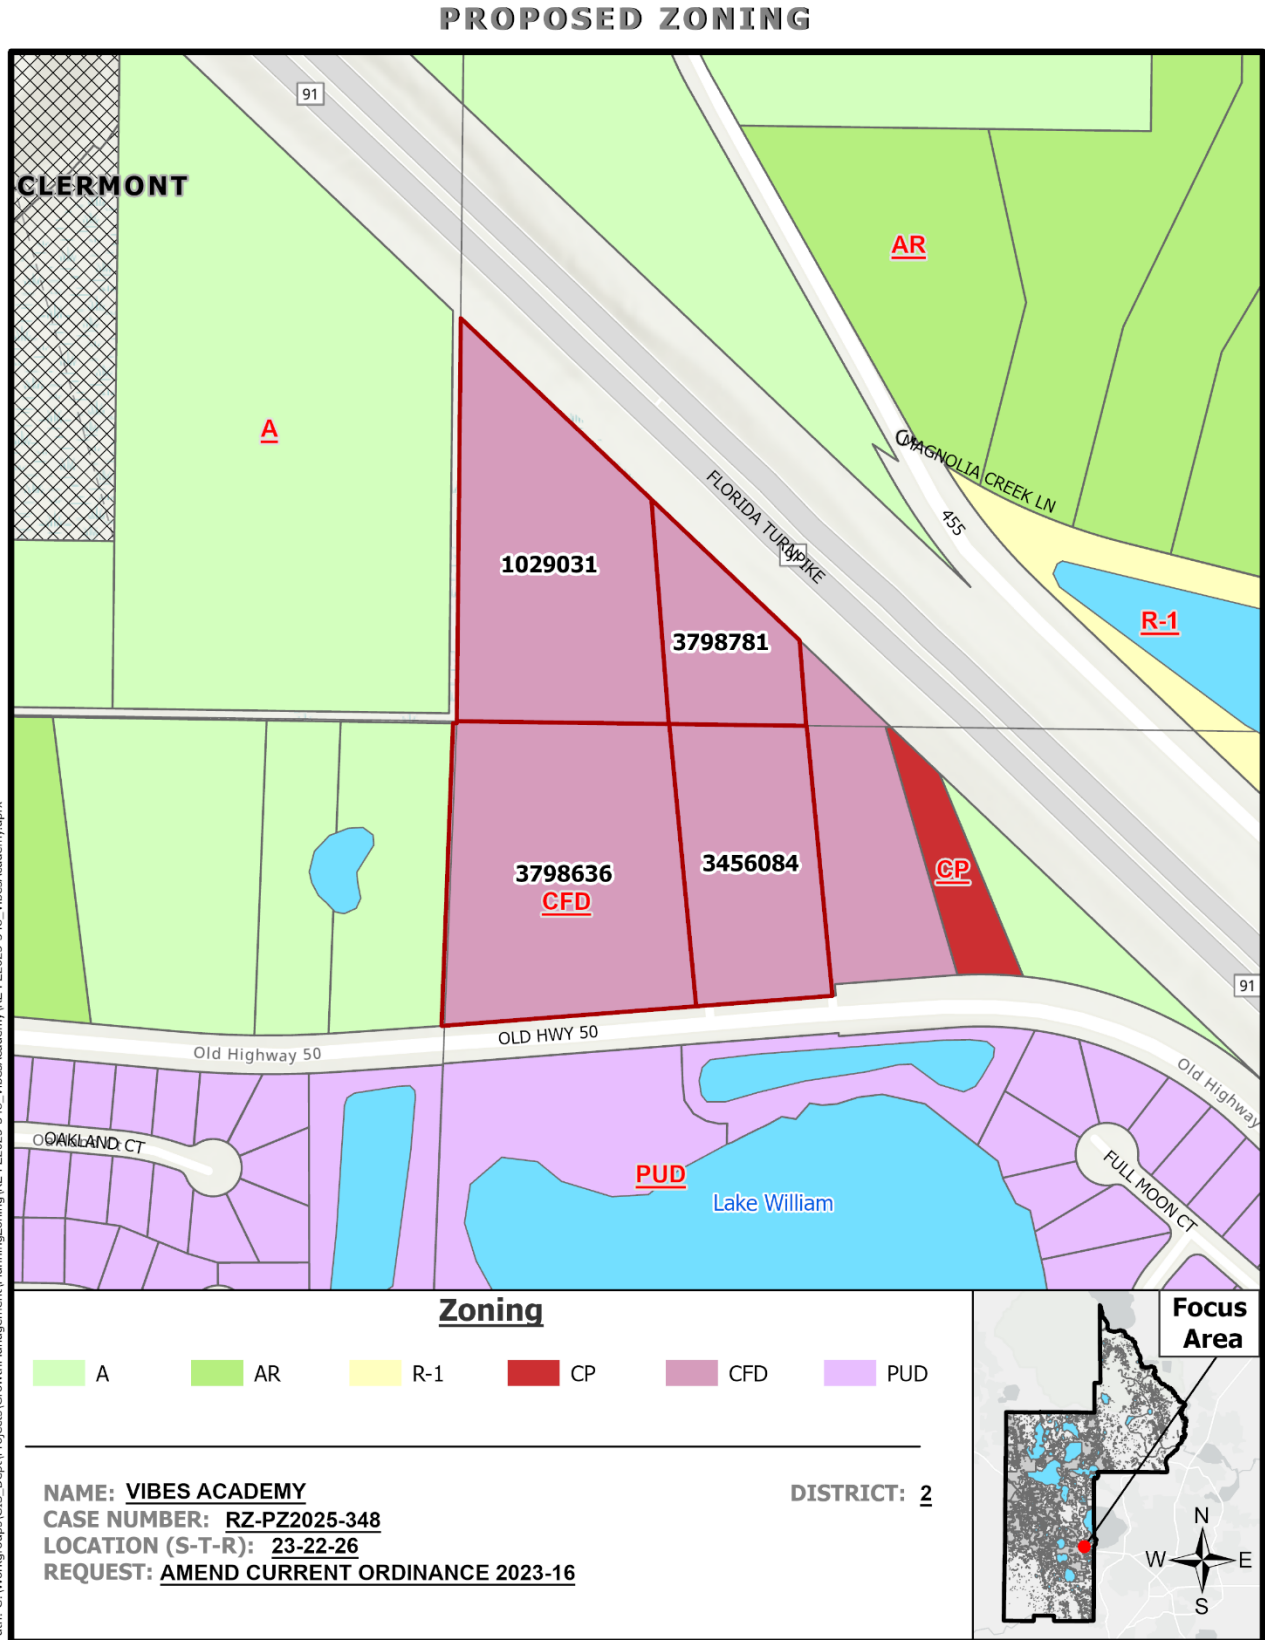 PROPOSED ZONING
91
CLERMONT
AR
A
MAGNOLIA CREEK LN
455
FLORIDA TURNPIKE
1029031
R-1
3798781
3798636
CFD
3456084
CP
91
OLD HWY 50
Old Highway 50
Old Highway
OAKLAND CT
FULL MOON CT
PUD
Lake William
Zoning
Focus
Area
A
AR
R-1
CP
CFD
PUD
NAME: VIBES ACADEMY
DISTRICT: 2
CASE NUMBER: RZ-PZ2025-348
LOCATION (S-T-R): 23-22-26
REQUEST: AMEND CURRENT ORDINANCE 2023-16
N
W
E
S